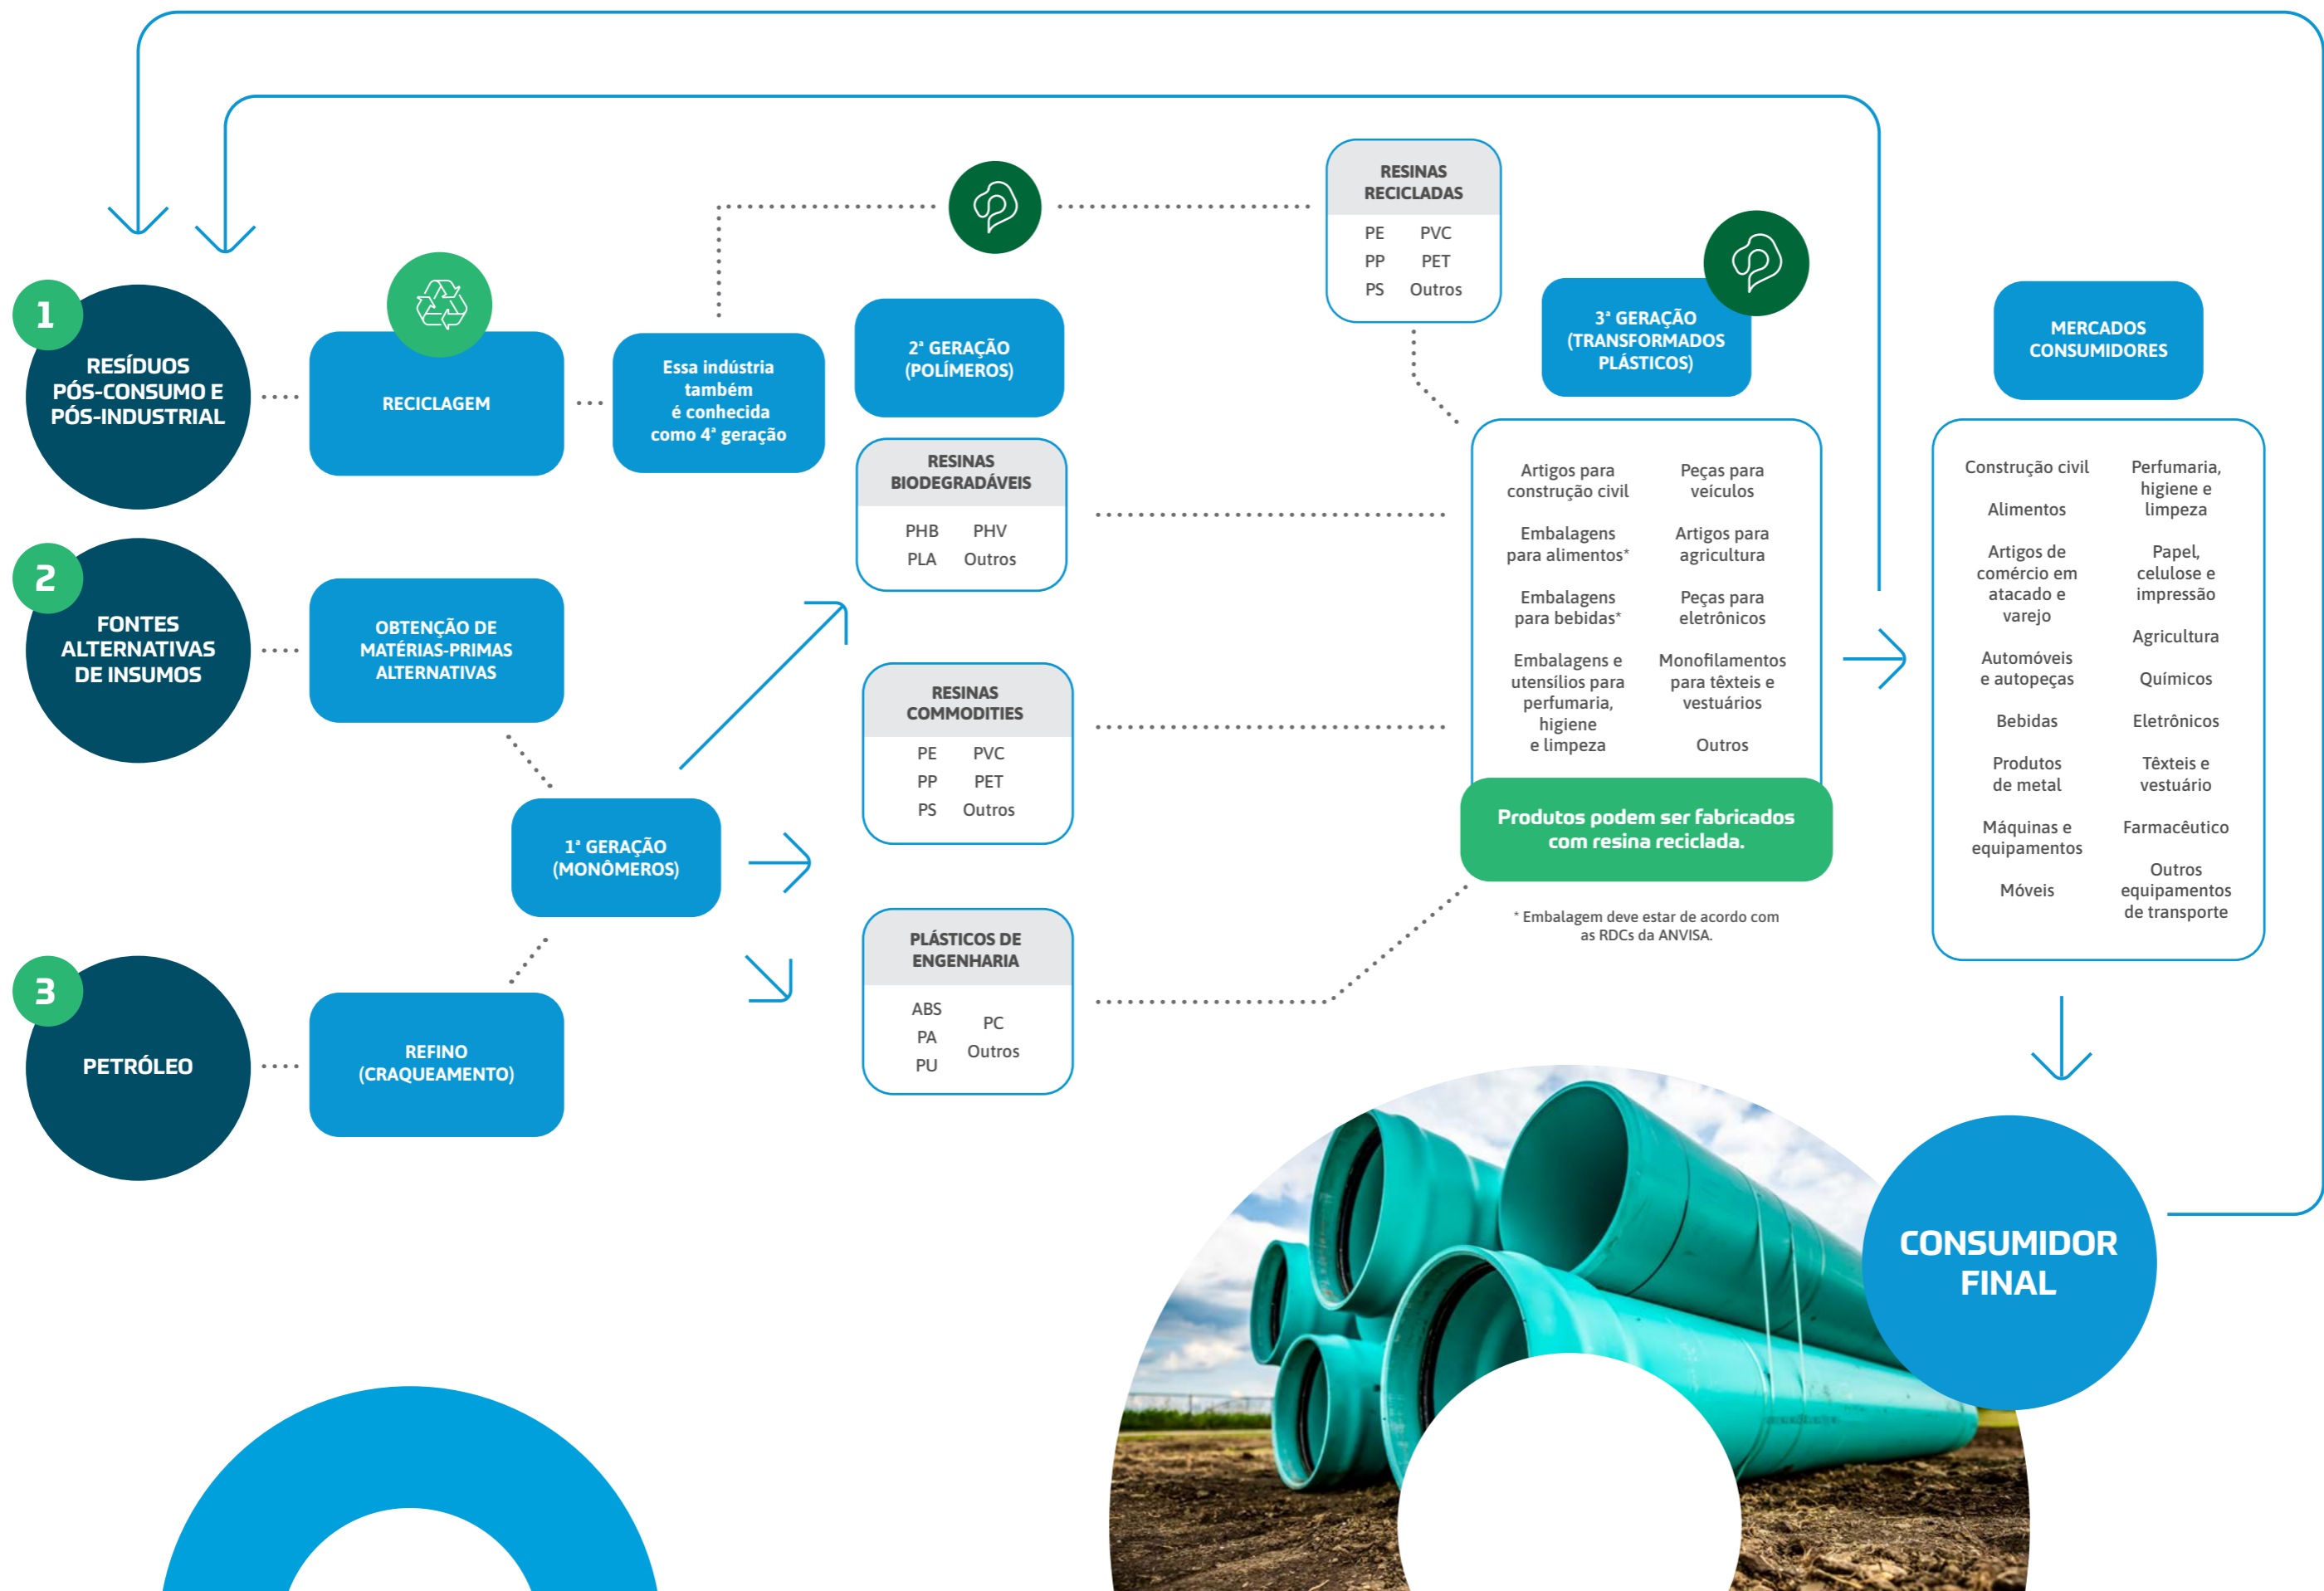 1
RESÍDUOS
PÓS-CONSUMO E
PÓS-INDUSTRIAL
RECICLAGEM
Essa indústria
também
é conhecida
como 4ª geração
2
FONTES
ALTERNATIVAS
DE INSUMOS
OBTENÇÃO DE
MATÉRIAS-PRIMAS
ALTERNATIVAS
3
PETRÓLEO
REFINO
(CRAQUEAMENTO)
1ª GERAÇÃO
(MONÔMEROS)
2ª GERAÇÃO
(POLÍMEROS)
RESINAS
BIODEGRADÁVEIS
PHB PHV
PLA Outros
RESINAS
COMMODITIES
PE PVC
PP PET
PS Outros
PLÁSTICOS DE
ENGENHARIA
ABS
PA
PU
PC
Outros
RESINAS
RECICLADAS
PE PVC
PP PET
PS Outros
3ª GERAÇÃO
(TRANSFORMADOS
PLÁSTICOS)
Artigos para
construção civil
Embalagens
para alimentos*
Embalagens
para bebidas*
Embalagens e
utensílios para
perfumaria,
higiene
e limpeza
Peças para
veículos
Artigos para
agricultura
Peças para
eletrônicos
Monofilamentos
para têxteis e
vestuários
Outros
Produtos podem ser fabricados
com resina reciclada.
* Embalagem deve estar de acordo com
as RDCs da ANVISA.
MERCADOS
CONSUMIDORES
Construção civil
Alimentos
Artigos de
comércio em
atacado e
varejo
Automóveis
e autopeças
Bebidas
Produtos
de metal
Máquinas e
equipamentos
Móveis
Perfumaria,
higiene e
limpeza
Papel,
celulose e
impressão
Agricultura
Químicos
Eletrônicos
Têxteis e
vestuário
Farmacêutico
Outros
equipamentos
de transporte
CONSUMIDOR
FINAL